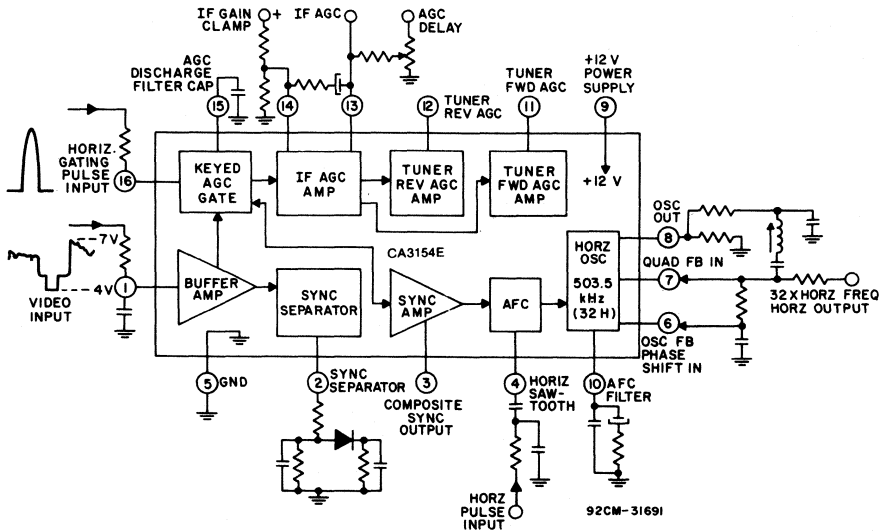 IF GAIN
CLAMP
+
IF AGC
AGC
DELAY
AGC
DISCHARGE
FILTER CAP
15
14
13
12
TUNER
REV AGC
TUNER
FWD AGC
11
+12 V
POWER
SUPPLY
9
HORIZ.
GATING
PULSE
INPUT
16
KEYED
AGC
GATE
IF AGC
AMP
TUNER
REV AGC
AMP
TUNER
FWD AGC
AMP
+12 V
OSC
OUT
8
7V
4V
VIDEO
INPUT
1
BUFFER
AMP
SYNC
SEPARATOR
CA3154E
SYNC
AMP
AFC
HORZ
OSC
503.5
kHz
(32 H)
QUAD FB IN
7
32 X HORZ FREQ
HORZ OUTPUT
6
OSC FB
PHASE
SHIFT IN
5
GND
2
SYNC
SEPARATOR
3
COMPOSITE
SYNC
OUTPUT
4
HORIZ
SAW-
TOOTH
10
AFC
FILTER
HORZ
PULSE
INPUT
92CM-31691